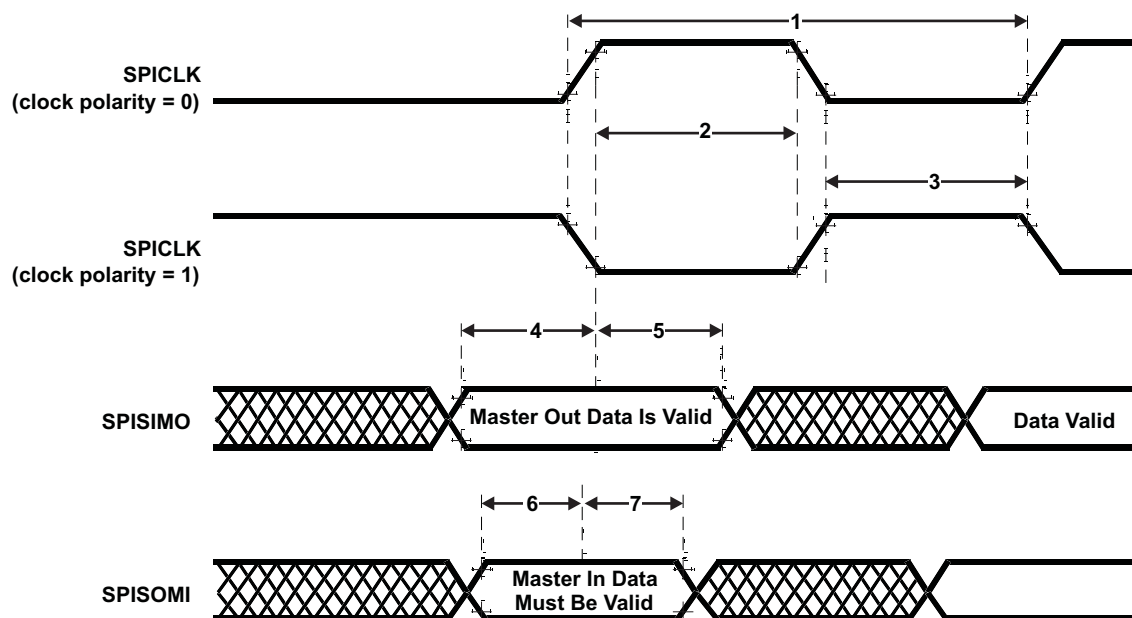 1
SPICLK
(clock polarity = 0)
2
3
SPICLK
(clock polarity = 1)
4
5
SPISIMO
Master Out Data Is Valid
Data Valid
6
7
SPISOMI
Master In Data
Must Be Valid